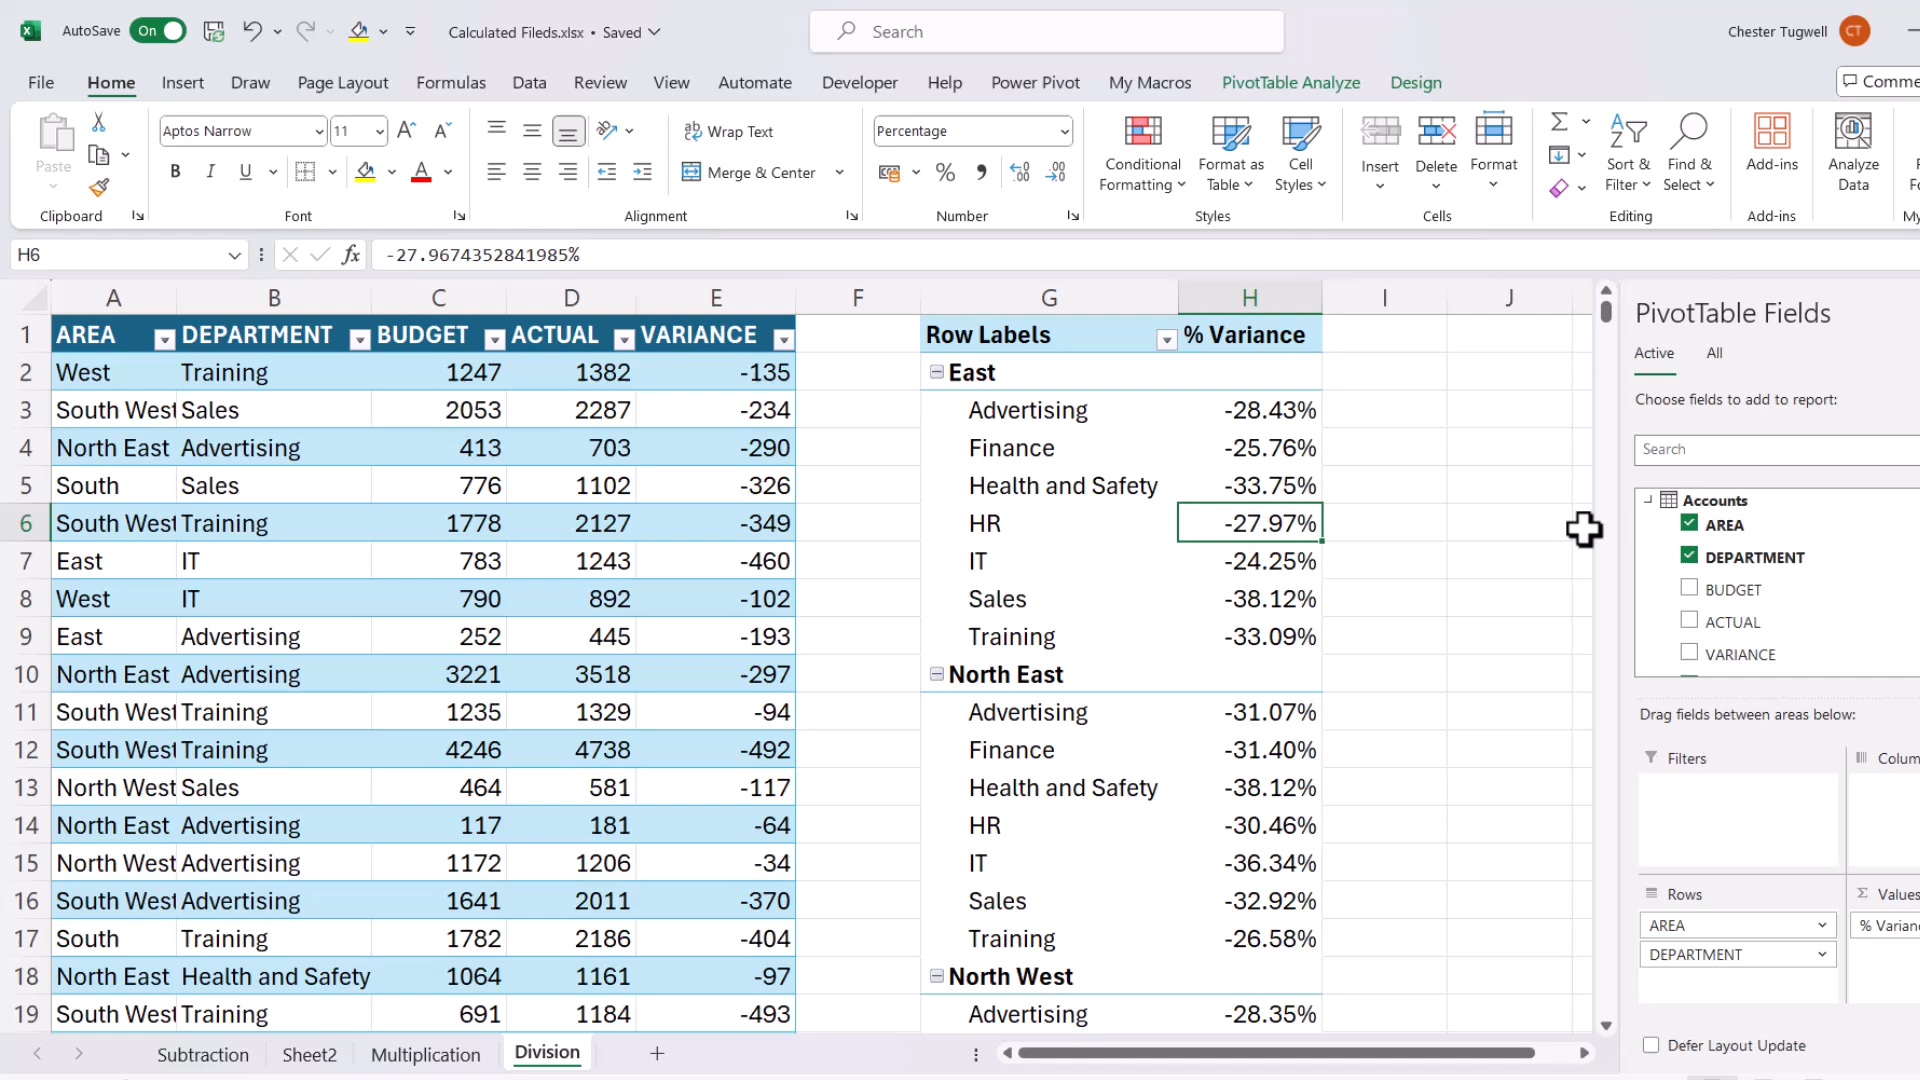 AutoSave On Calculated Fileds.xlsx • Saved Search Chester Tugwell CT
File Home Insert Draw Page Layout Formulas Data Review View Automate Developer Help Power Pivot My Macros PivotTable Analyze Design
Paste Aptos Narrow 11 Wrap Text Percentage Conditional Formatting Format as Table Cell Styles Insert Delete Format Sort & Filter Find & Select Add-ins Analyze Data
B I U Merge & Center
Clipboard Font Alignment Number Styles Cells Editing Add-ins
H6 fx -27.9674352841985%
A B C D E F G H I J
1 AREA DEPARTMENT BUDGET ACTUAL VARIANCE Row Labels % Variance
2 West Training 1247 1382 -135 East
3 South West Sales 2053 2287 -234 Advertising -28.43%
4 North East Advertising 413 703 -290 Finance -25.76%
5 South Sales 776 1102 -326 Health and Safety -33.75%
6 South West Training 1778 2127 -349 HR -27.97%
7 East IT 783 1243 -460 IT -24.25%
8 West IT 790 892 -102 Sales -38.12%
9 East Advertising 252 445 -193 Training -33.09%
10 North East Advertising 3221 3518 -297 North East
11 South West Training 1235 1329 -94 Advertising -31.07%
12 South West Training 4246 4738 -492 Finance -31.40%
13 North West Sales 464 581 -117 Health and Safety -38.12%
14 North East Advertising 117 181 -64 HR -30.46%
15 North West Advertising 1172 1206 -34 IT -36.34%
16 South West Advertising 1641 2011 -370 Sales -32.92%
17 South Training 1782 2186 -404 Training -26.58%
18 North East Health and Safety 1064 1161 -97 North West
19 South West Training 691 1184 -493 Advertising -28.35%
Subtraction Sheet2 Multiplication Division
PivotTable Fields
Active All
Choose fields to add to report:
Search
Accounts
AREA
DEPARTMENT
BUDGET
ACTUAL
VARIANCE
Drag fields between areas below:
Filters
Rows Values
AREA
DEPARTMENT
Defer Layout Update